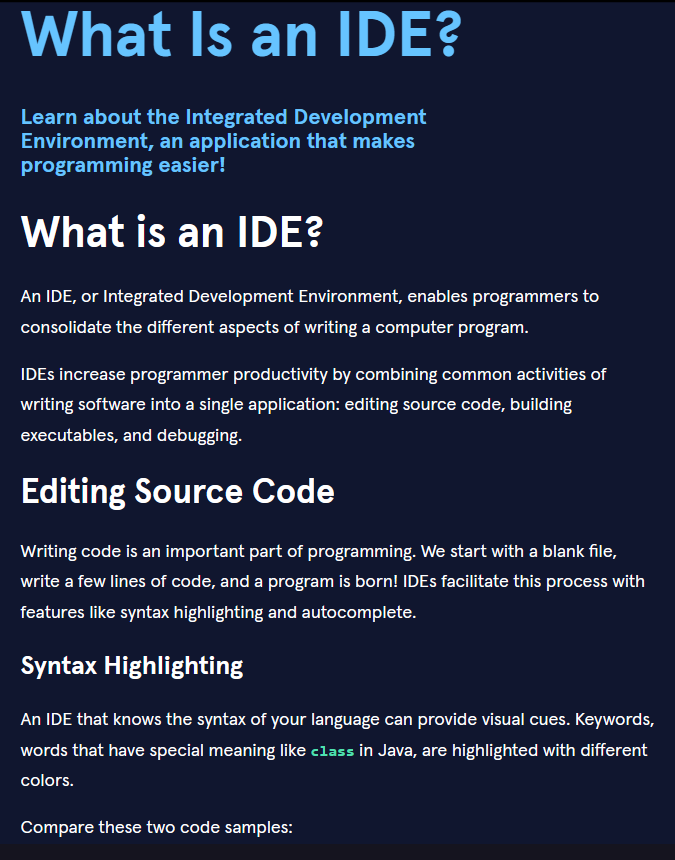 What Is an IDE?
Learn about the Integrated Development
Environment, an application that makes
programming easier!
What is an IDE?
An IDE, or Integrated Development Environment, enables programmers to
consolidate the different aspects of writing a computer program.
IDEs increase programmer productivity by combining common activities of
writing software into a single application: editing source code, building
executables, and debugging.
Editing Source Code
Writing code is an important part of programming. We start with a blank file,
write a few lines of code, and a program is born! IDEs facilitate this process with
features like syntax highlighting and autocomplete.
Syntax Highlighting
An IDE that knows the syntax of your language can provide visual cues. Keywords,
words that have special meaning like class in Java, are highlighted with different
colors.
Compare these two code samples: